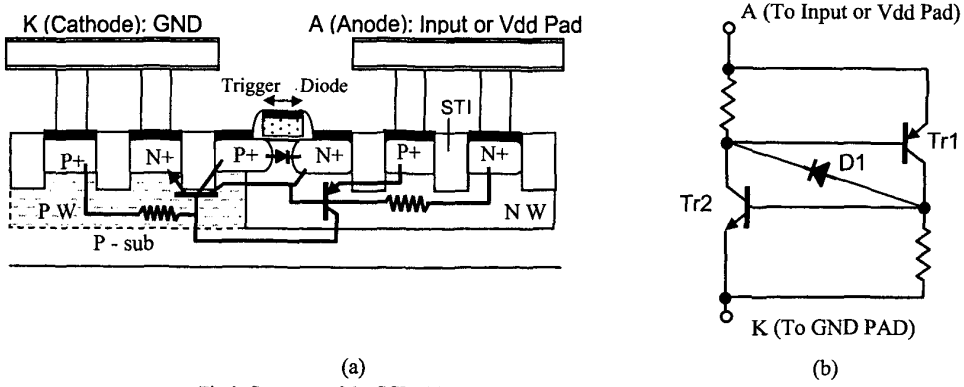 K (Cathode): GND
A (Anode): Input or Vdd Pad
Trigger Diode
STI
P+
N+
P+
N+
P+
N+
P W
N W
P - sub
(a)
A (To Input or Vdd Pad)
Tr1
D1
Tr2
K (To GND PAD)
(b)